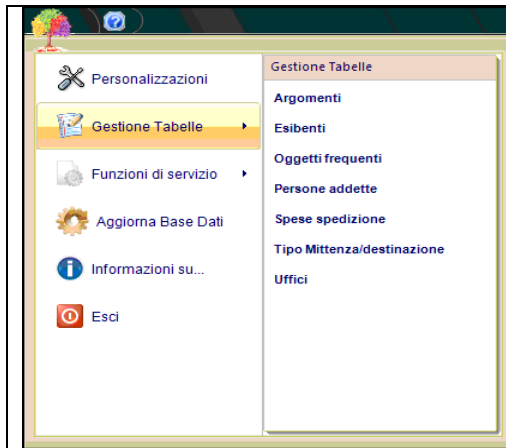 Personalizzazioni
Gestione Tabelle
Funzioni di servizio
Aggiorna Base Dati
Informazioni su...
Esci
Gestione Tabelle
Argomenti
Esibenti
Oggetti frequenti
Persone addette
Spese spedizione
Tipo Mittenza/destinazione
Uffici